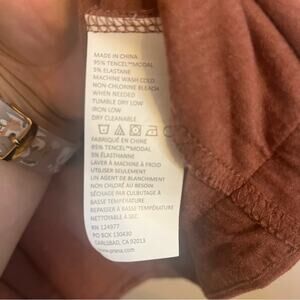 MADE IN CHINA
95% TENCEL™MODAL
5% ELASTANE
MACHINE WASH COLD
NON-CHLORINE BLEACH
WHEN NEEDED
TUMBLE DRY LOW
IRON LOW
DRY CLEANABLE
FABRIQUÉ EN CHINE
95% TENCEL™MODAL
5% ÉLASTHANNE
LAVER À MACHINE À FROID
UTILISER SEULEMENT
UN AGENT DE BLANCHIMENT
NON CHLORÉ AU BESOIN
SÉCHAGE PAR CULBUTAGE À
BASSE TEMPÉRATURE
REPASSER À BASSE TEMPÉRATURE
NETTOYABLE À SEC
RN 124977
PO BOX 130430
CARLSBAD, CA 92013
www.prana.com